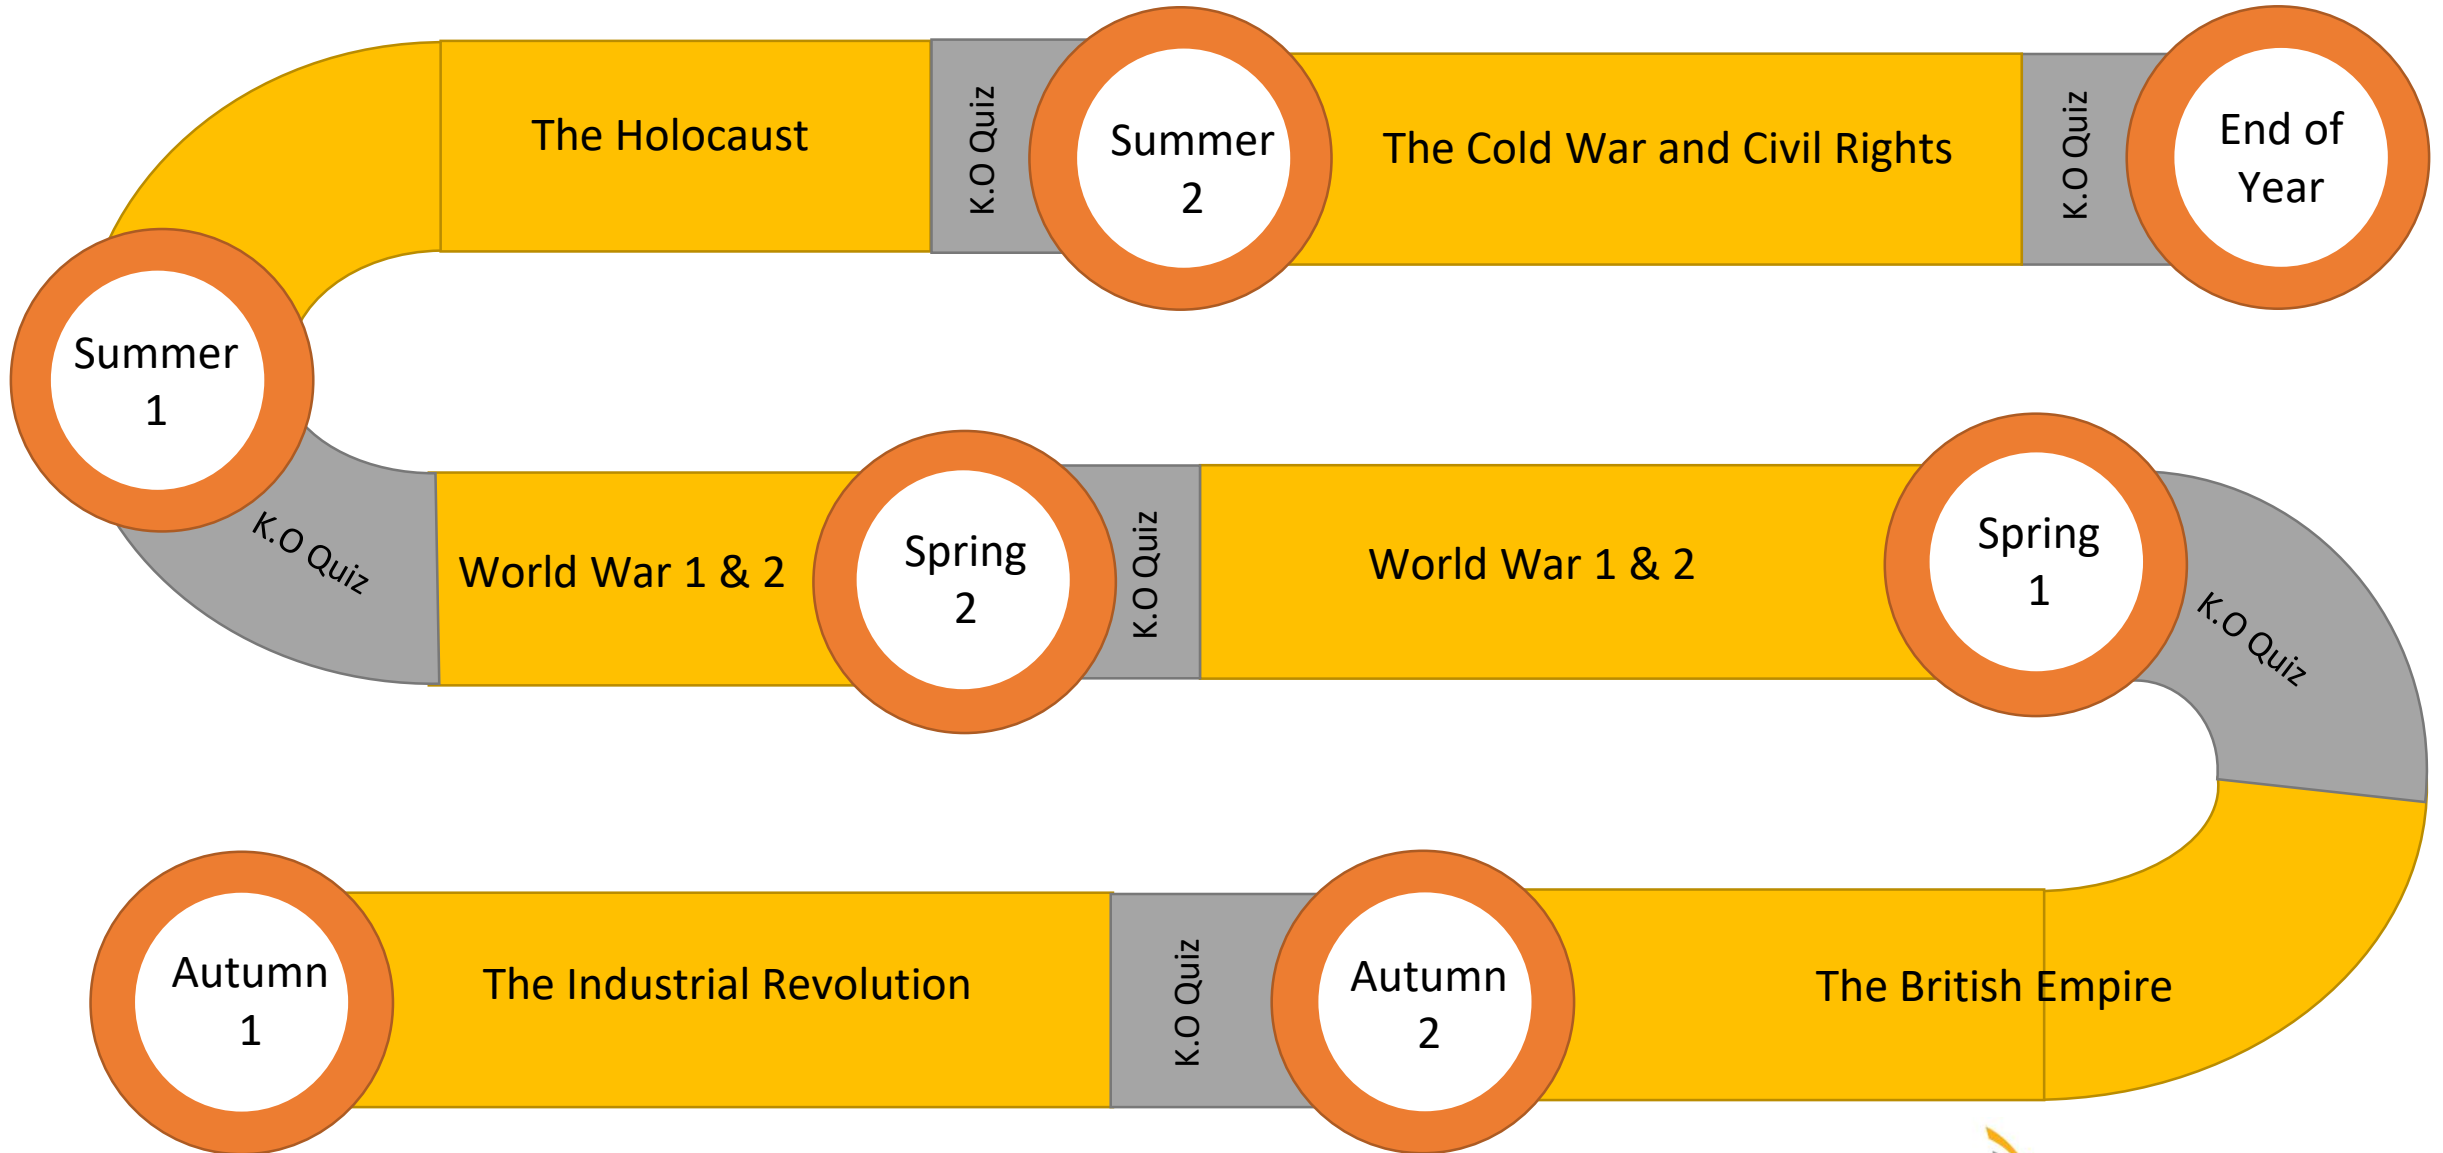 The Holocaust
K.O Quiz
Summer
2
The Cold War and Civil Rights
K.O Quiz
End of
Year
Summer
1
K.O Quiz
World War 1 & 2
Spring
2
K.O Quiz
World War 1 & 2
Spring
1
K.O Quiz
Autumn
1
The Industrial Revolution
K.O Quiz
Autumn
2
The British Empire